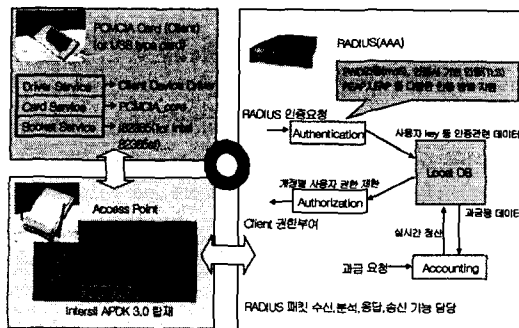 PCMCIA Card (Client)
(or USB type card)
Driver Service
Client Device Driver
Card Service
PCMCIA_core
Socket Service
Access Point
Intersil APDK 3.0 탑재
RADIUS(AAA)
RADIUS 인증요청
Authentication
사용자 key 등 인증관련 데이터
Local DB
계정별 사용자 권한 제한
Authorization
Client 권한부여
과금용 데이터
실시간 정산
과금 요청
Accounting
RADIUS 패킷 수신,분석,응답,송신 기능 담당